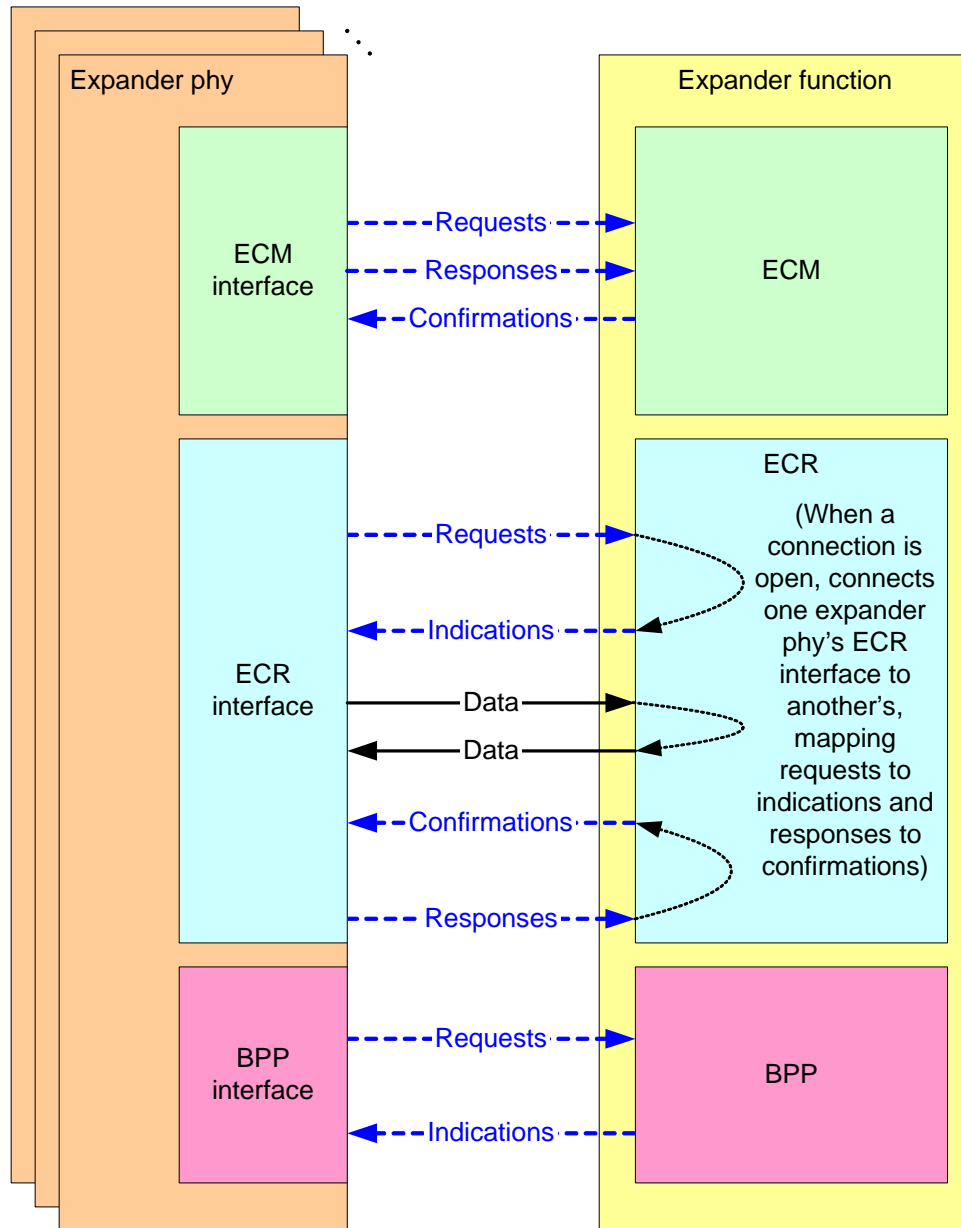 Expander phy
Expander function
ECM
interface
Requests
Responses
Confirmations
ECM
ECR
interface
Requests
Indications
Data
Data
Confirmations
Responses
ECR
(When a
connection is
open, connects
one expander
phy’s ECR
interface to
another’s,
mapping
requests to
indications and
responses to
confirmations)
BPP
interface
Requests
Indications
BPP